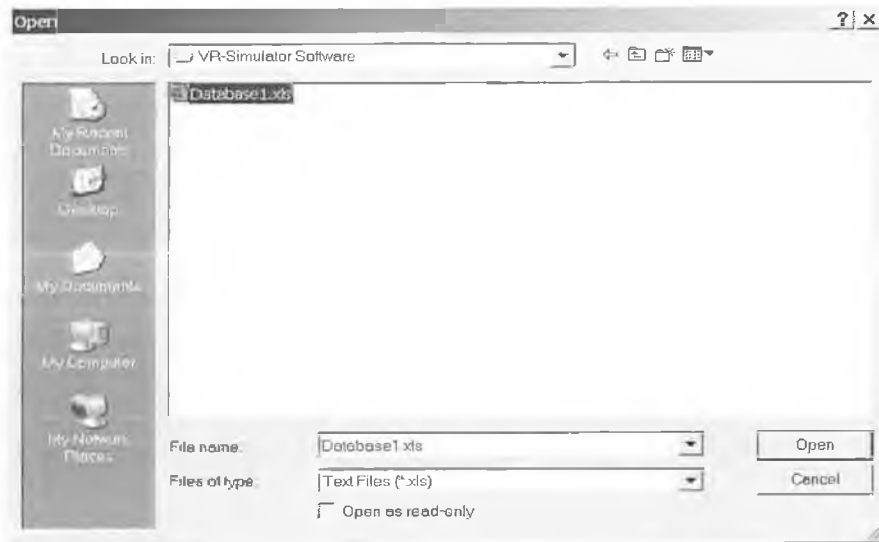 Open
Look in: VR-Simulator Software
Database1.xls
My Recent
Documents
Desktop
My Documents
My Computer
My Network
Places
File name: Database1.xls Open
Files of type: Text Files (*.xls) Cancel
Open as read-only